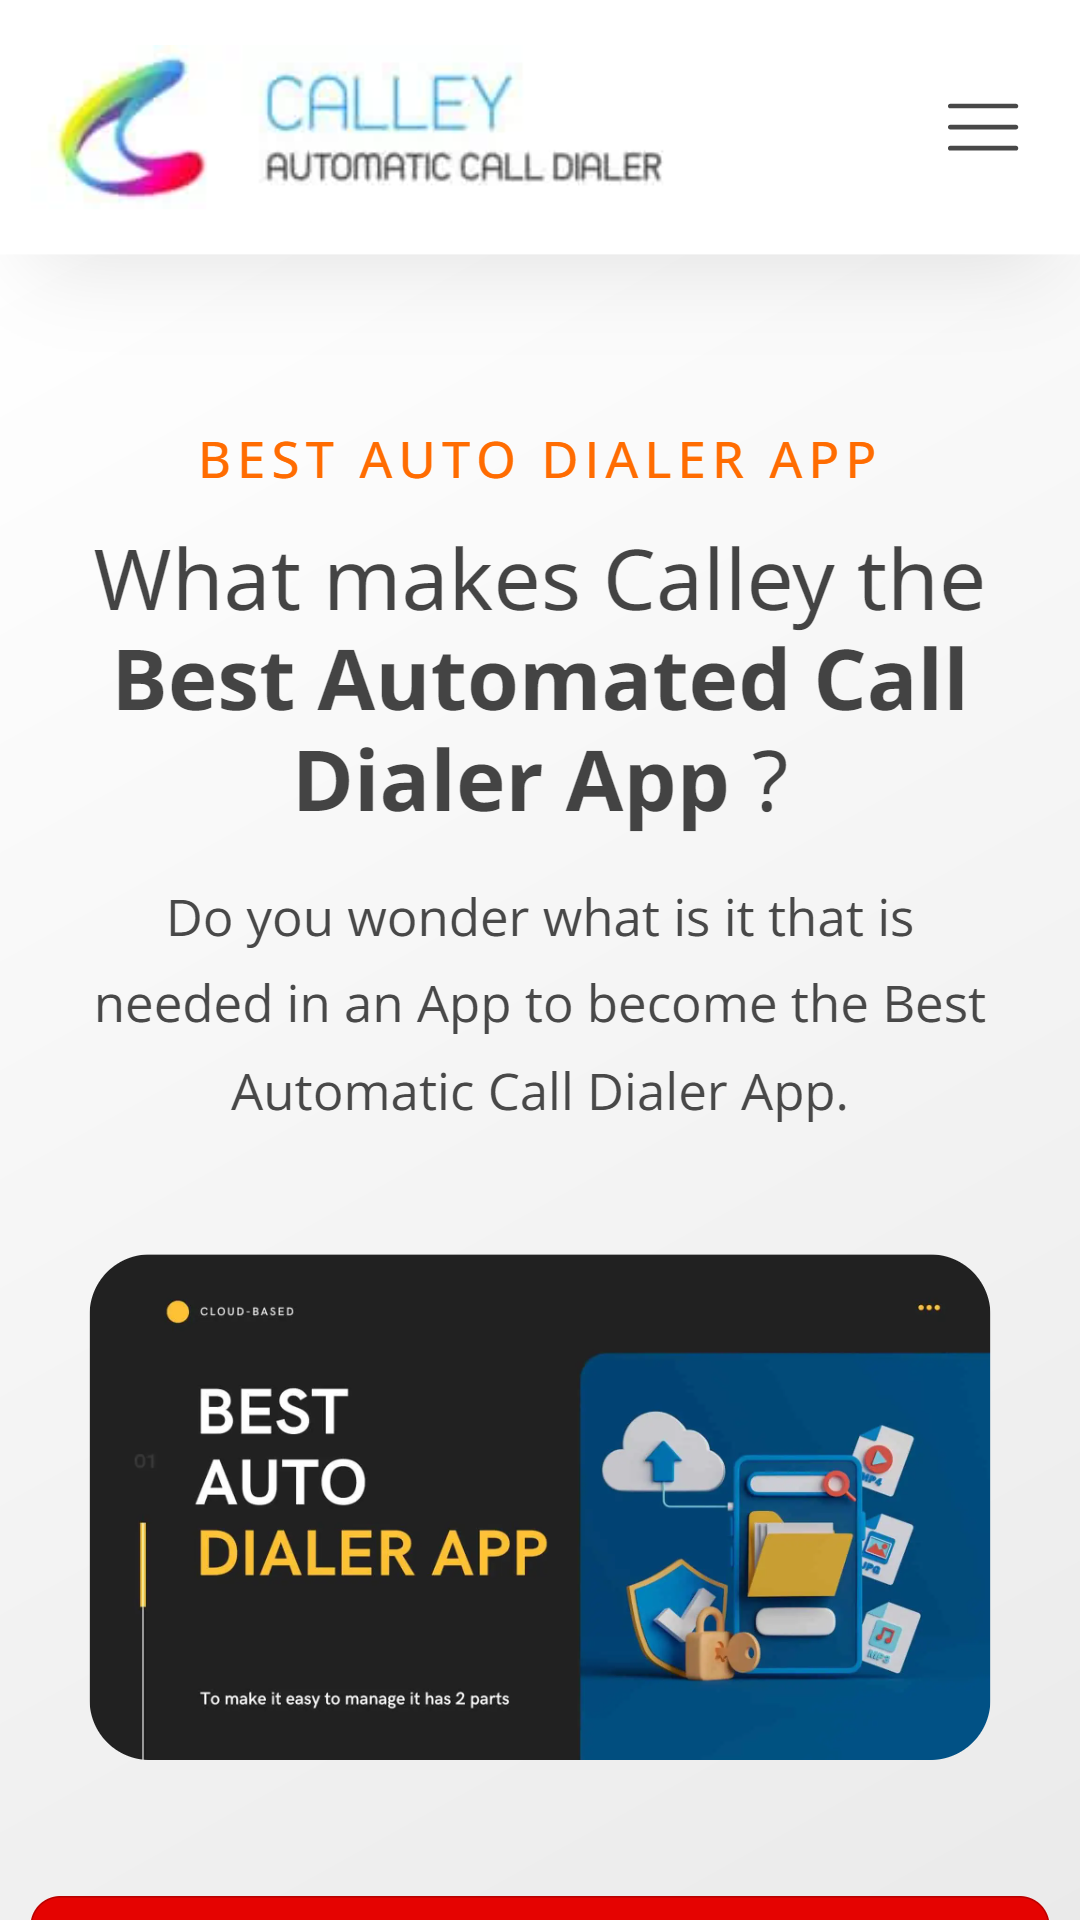 CALLEY
AUTOMATIC CALL DIALER
BEST AUTO DIALER APP
What makes Calley the
Best Automated Call
Dialer App ?
Do you wonder what is it that is
needed in an App to become the Best
Automatic Call Dialer App.
CLOUD-BASED
BEST
AUTO
01
DIALER APP
MP4
JPG
MP3
To make it easy to manage it has 2 parts